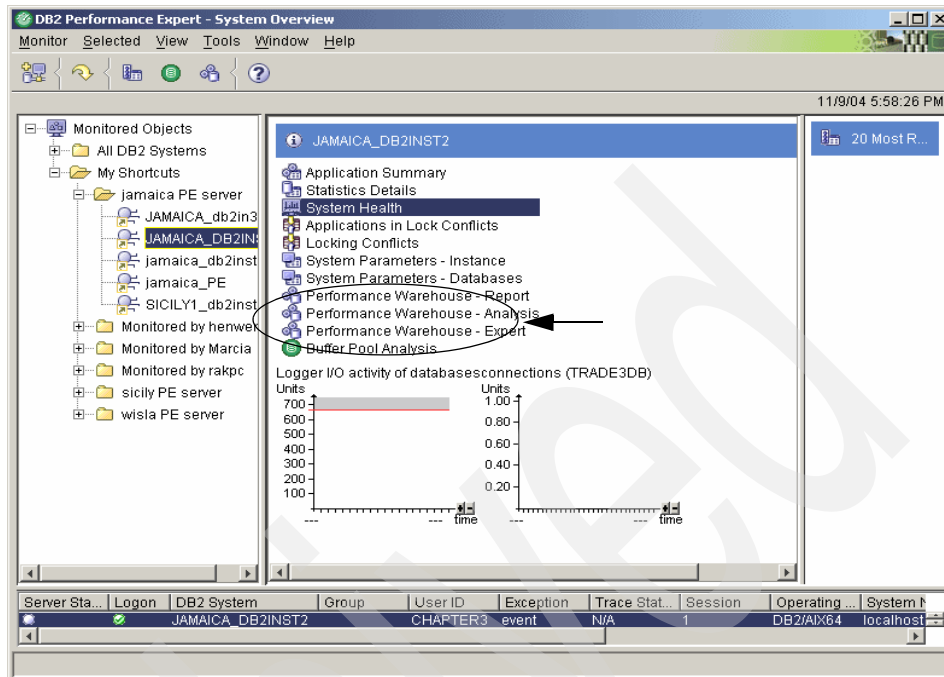 DB2 Performance Expert - System Overview
Monitor Selected View Tools Window Help
11/9/04 5:58:26 PM
Monitored Objects
All DB2 Systems
My Shortcuts
jamaica PE server
JAMAICA_db2in3
JAMAICA_DB2IN
jamaica_db2inst
jamaica_PE
SICILY1_db2inst
Monitored by henwei
Monitored by Marcia
Monitored by rakpc
sicily PE server
wisla PE server
JAMAICA_DB2INST2
Application Summary
Statistics Details
System Health
Applications in Lock Conflicts
Locking Conflicts
System Parameters - Instance
System Parameters - Databases
Performance Warehouse - Report
Performance Warehouse - Analysis
Performance Warehouse - Expert
Buffer Pool Analysis
Logger I/O activity of databasesconnections (TRADE3DB)
Units
700
600
500
400
300
200
100
--- --- time
Units
1.00
0.80
0.60
0.40
0.20
--- --- time
20 Most R...
Server Sta... Logon DB2 System Group User ID Exception Trace Stat... Session Operating ... System N
JAMAICA_DB2INST2 CHAPTER3 event N/A 1 DB2/AIX64 localhost